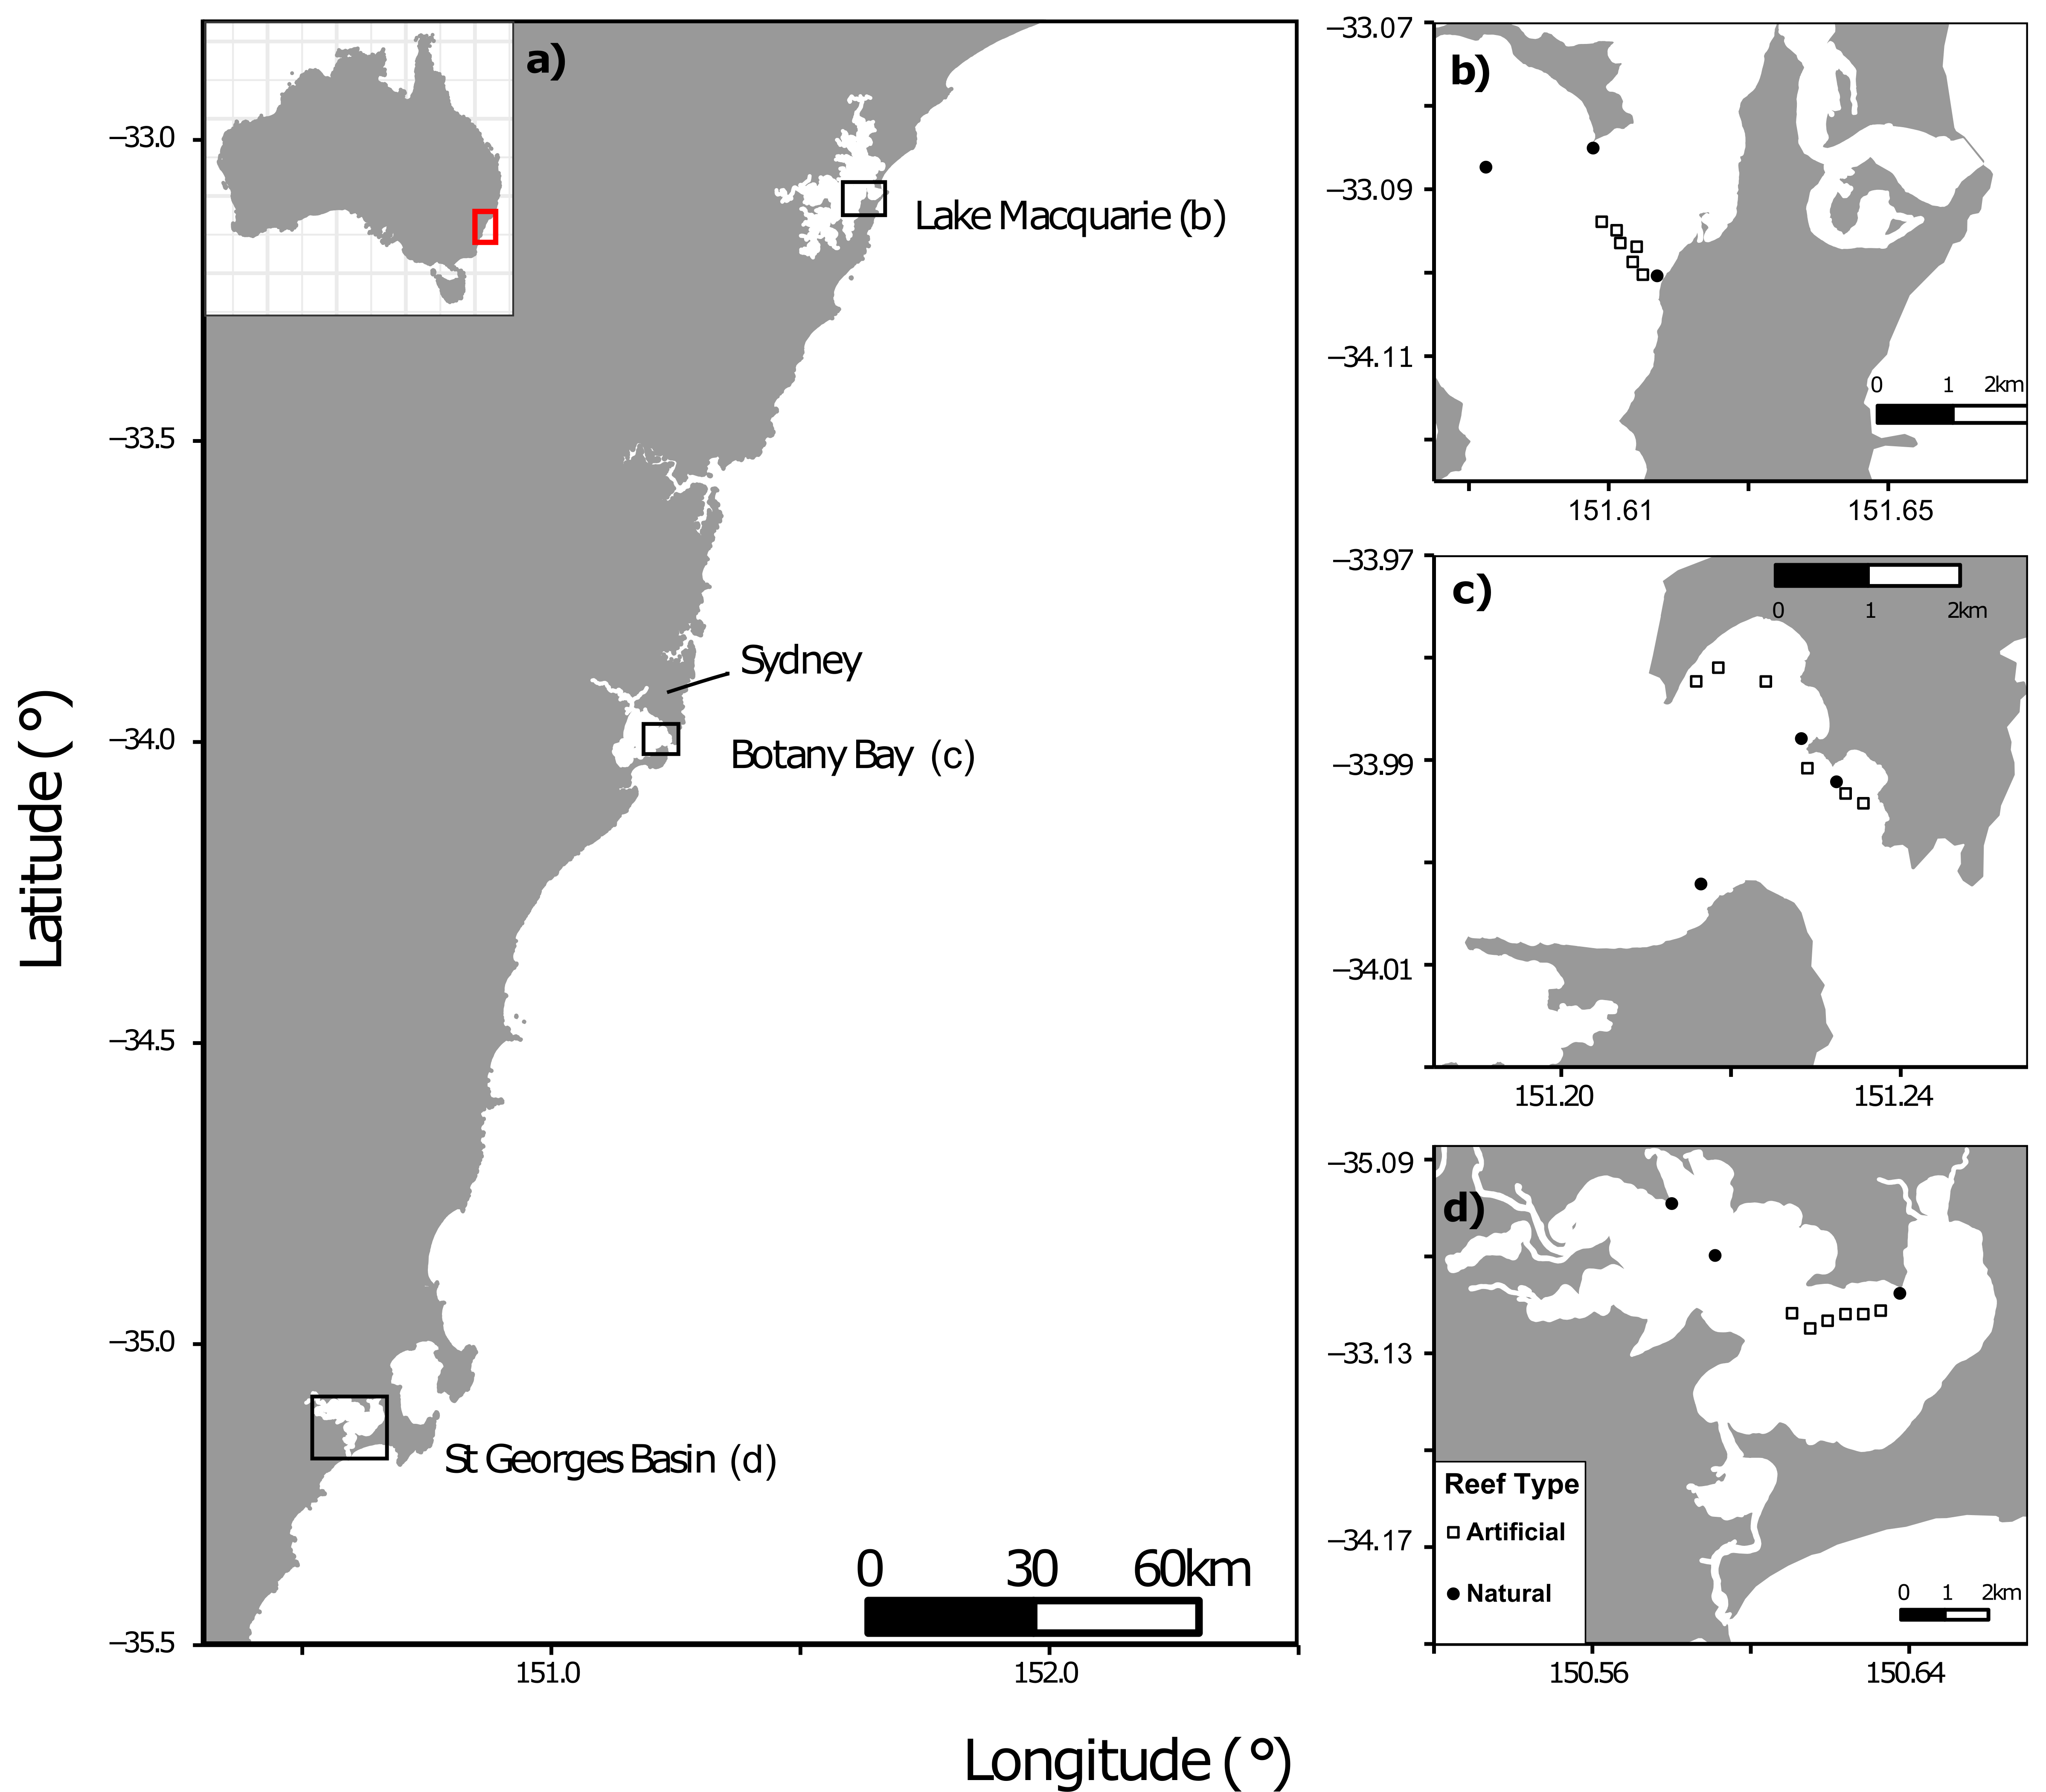 a)
Latitude (°)
−33.0
−33.5
−34.0
−34.5
−35.0
−35.5
Lake Macquarie (b)
Sydney
Botany Bay (c)
St Georges Basin (d)
0 30 60km
151.0 152.0
Longitude (°)
b)
−33.07
−33.09
−34.11
0 1 2km
151.61 151.65
c)
−33.97
−33.99
−34.01
0 1 2km
151.20 151.24
d)
−35.09
−33.13
−34.17
Reef Type
Artificial
Natural
0 1 2km
150.56 150.64